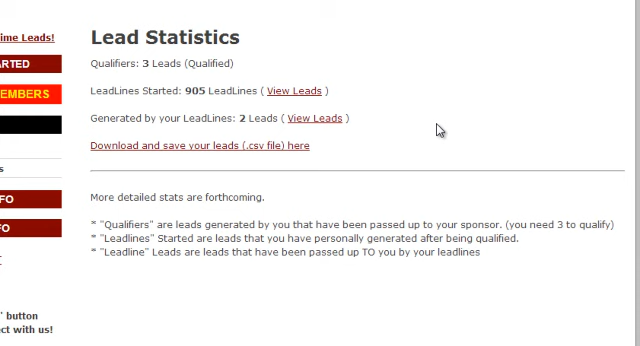 ime Leads!
ARTED
EMBERS
s
FO
FO
' button
ect with us!
Lead Statistics
Qualifiers: 3 Leads (Qualified)
LeadLines Started: 905 LeadLines ( View Leads )
Generated by your LeadLines: 2 Leads ( View Leads )
Download and save your leads (.csv file) here
More detailed stats are forthcoming.
* "Qualifiers" are leads generated by you that have been passed up to your sponsor. (you need 3 to qualify)
* "Leadlines" Started are leads that you have personally generated after being qualified.
* "Leadline" Leads are leads that have been passed up TO you by your leadlines